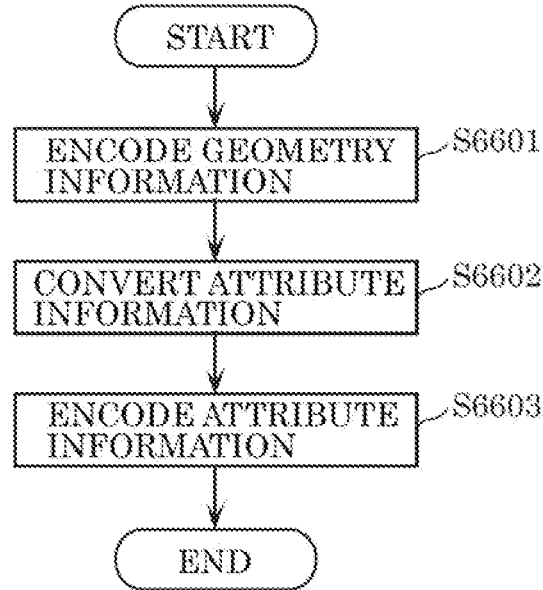 START
ENCODE GEOMETRY
INFORMATION
S6601
CONVERT ATTRIBUTE
INFORMATION
S6602
ENCODE ATTRIBUTE
INFORMATION
S6603
END